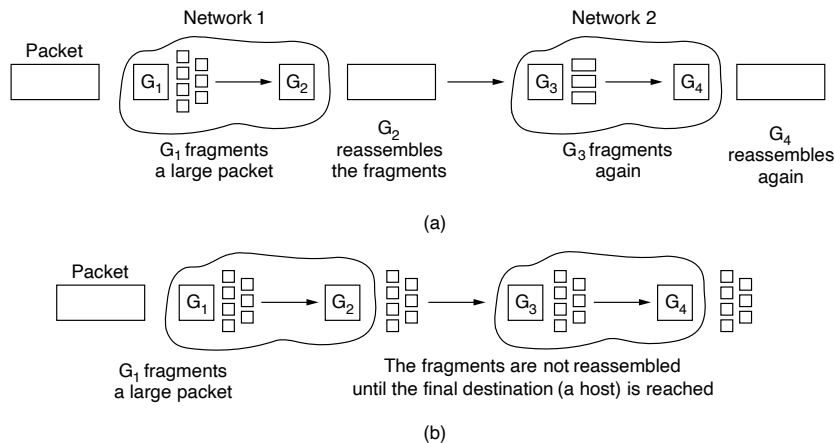 Network 1
Network 2
Packet
G1
G2
G3
G4
G1 fragments
a large packet
G2
reassembles
the fragments
G3 fragments
again
G4
reassembles
again
(a)
Packet
G1
G2
G3
G4
G1 fragments
a large packet
The fragments are not reassembled
until the final destination (a host) is reached
(b)